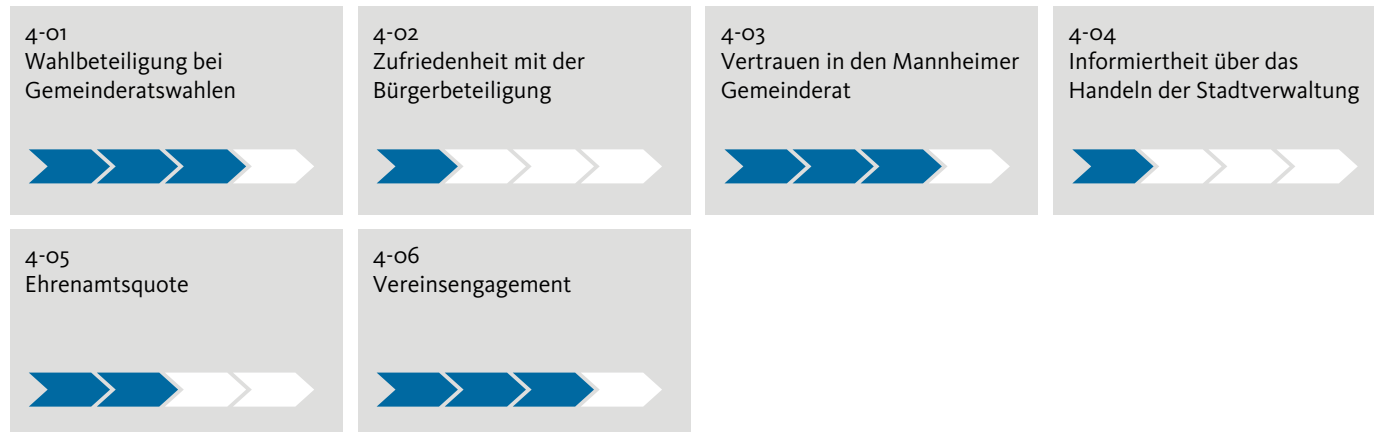 4-01
Wahlbeteiligung bei
Gemeinderatswahlen
4-02
Zufriedenheit mit der
Bürgerbeteiligung
4-03
Vertrauen in den Mannheimer
Gemeinderat
4-04
Informiertheit über das
Handeln der Stadtverwaltung
4-05
Ehrenamtsquote
4-06
Vereinsengagement